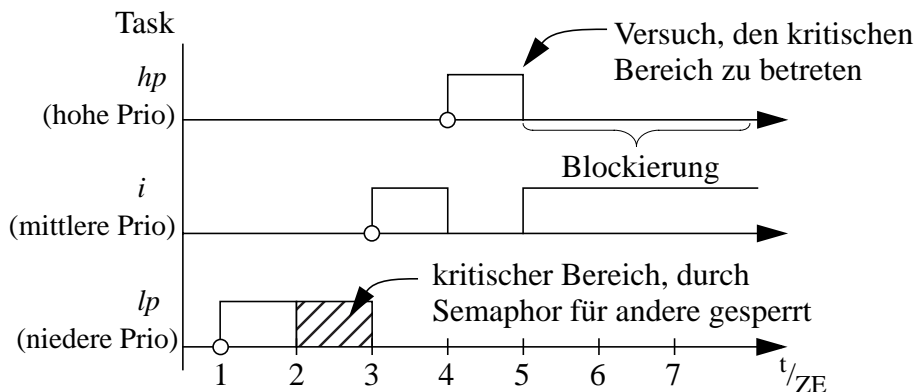 Task
hp
(hohe Prio)
Versuch, den kritischen
Bereich zu betreten
Blockierung
i
(mittlere Prio)
lp
(niedere Prio)
kritischer Bereich, durch
Semaphor für andere gesperrt
1 2 3 4 5 6 7 t/ZE